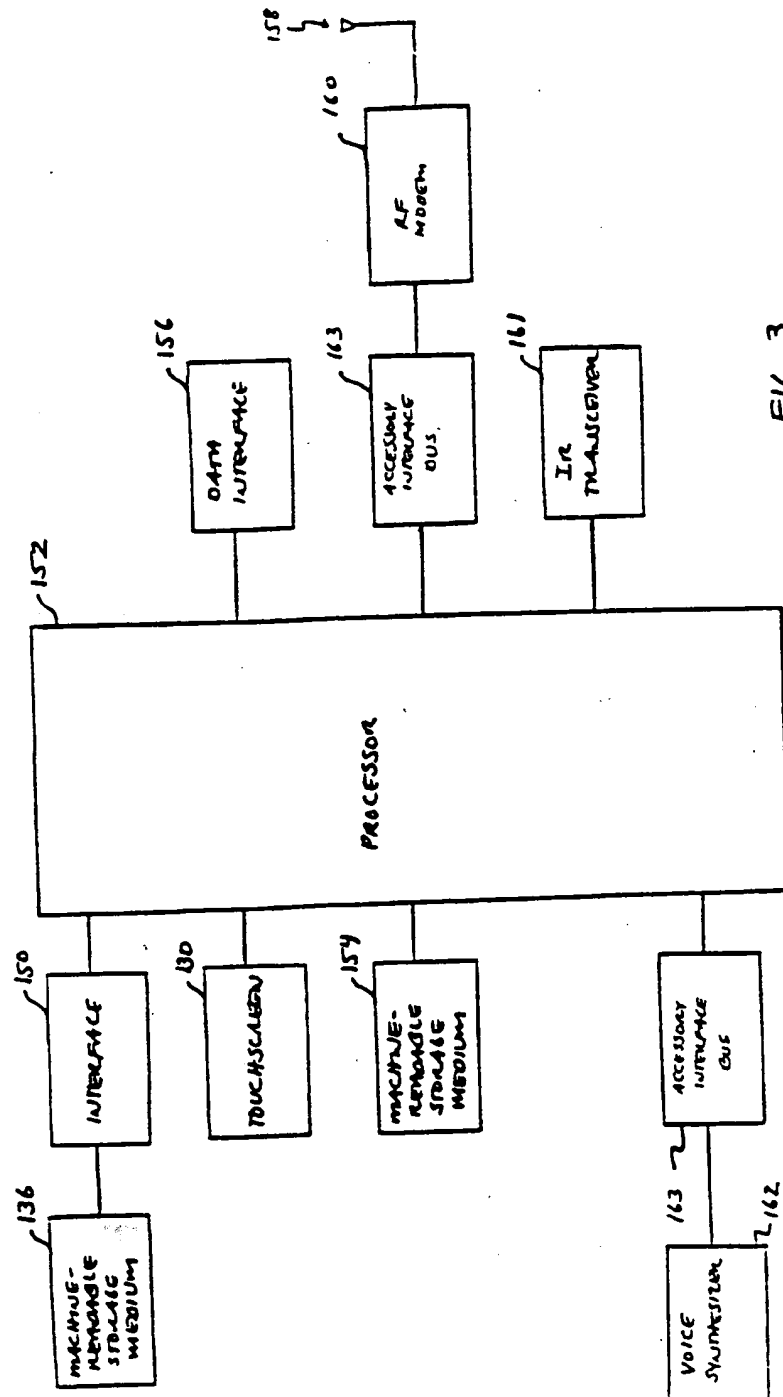 136
MACHINE-
READABLE
STORAGE
MEDIUM
150
INTERFACE
130
TOUCHSCREEN
154
MACHINE-
READABLE
STORAGE
MEDIUM
163
ACCESSORY
INTERFACE
BUS
162
VOICE
SYNTHESIZER
152
PROCESSOR
156
DATA
INTERFACE
163
ACCESSORY
INTERFACE
BUS
161
IR
TRANSCEIVER
160
RF
MODEM
158
FIG. 3